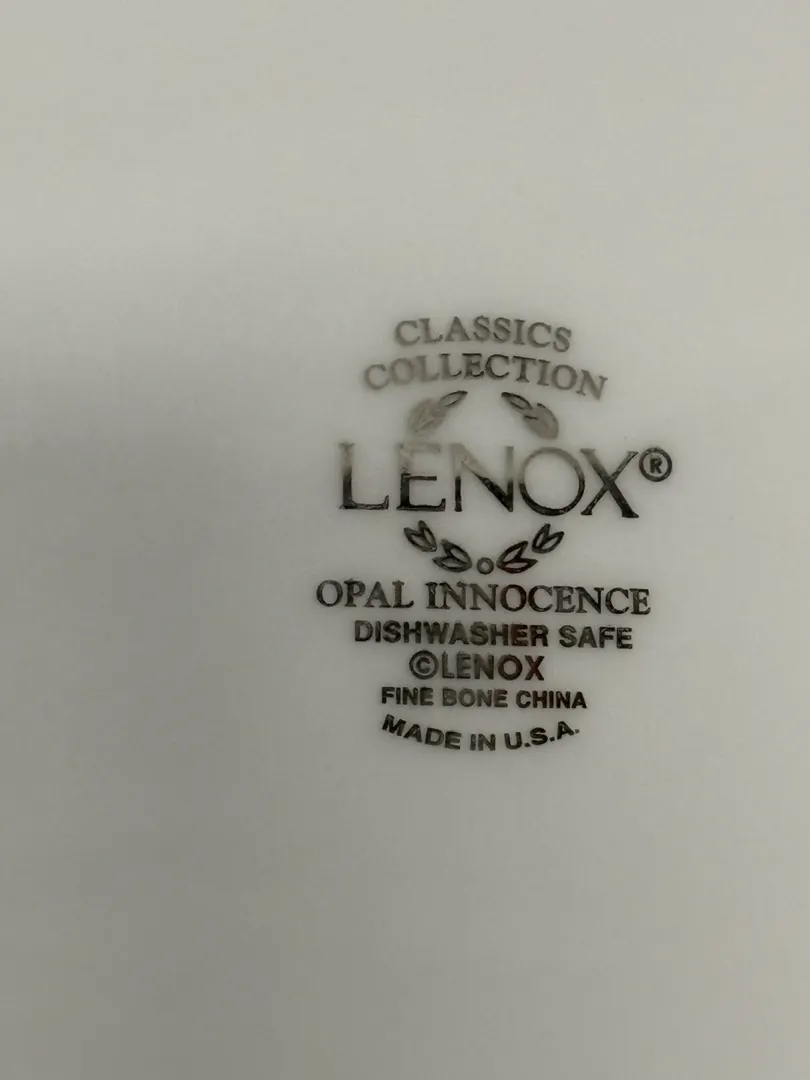 CLASSICS
COLLECTION
LENOX®
OPAL INNOCENCE
DISHWASHER SAFE
©LENOX
FINE BONE CHINA
MADE IN U.S.A.